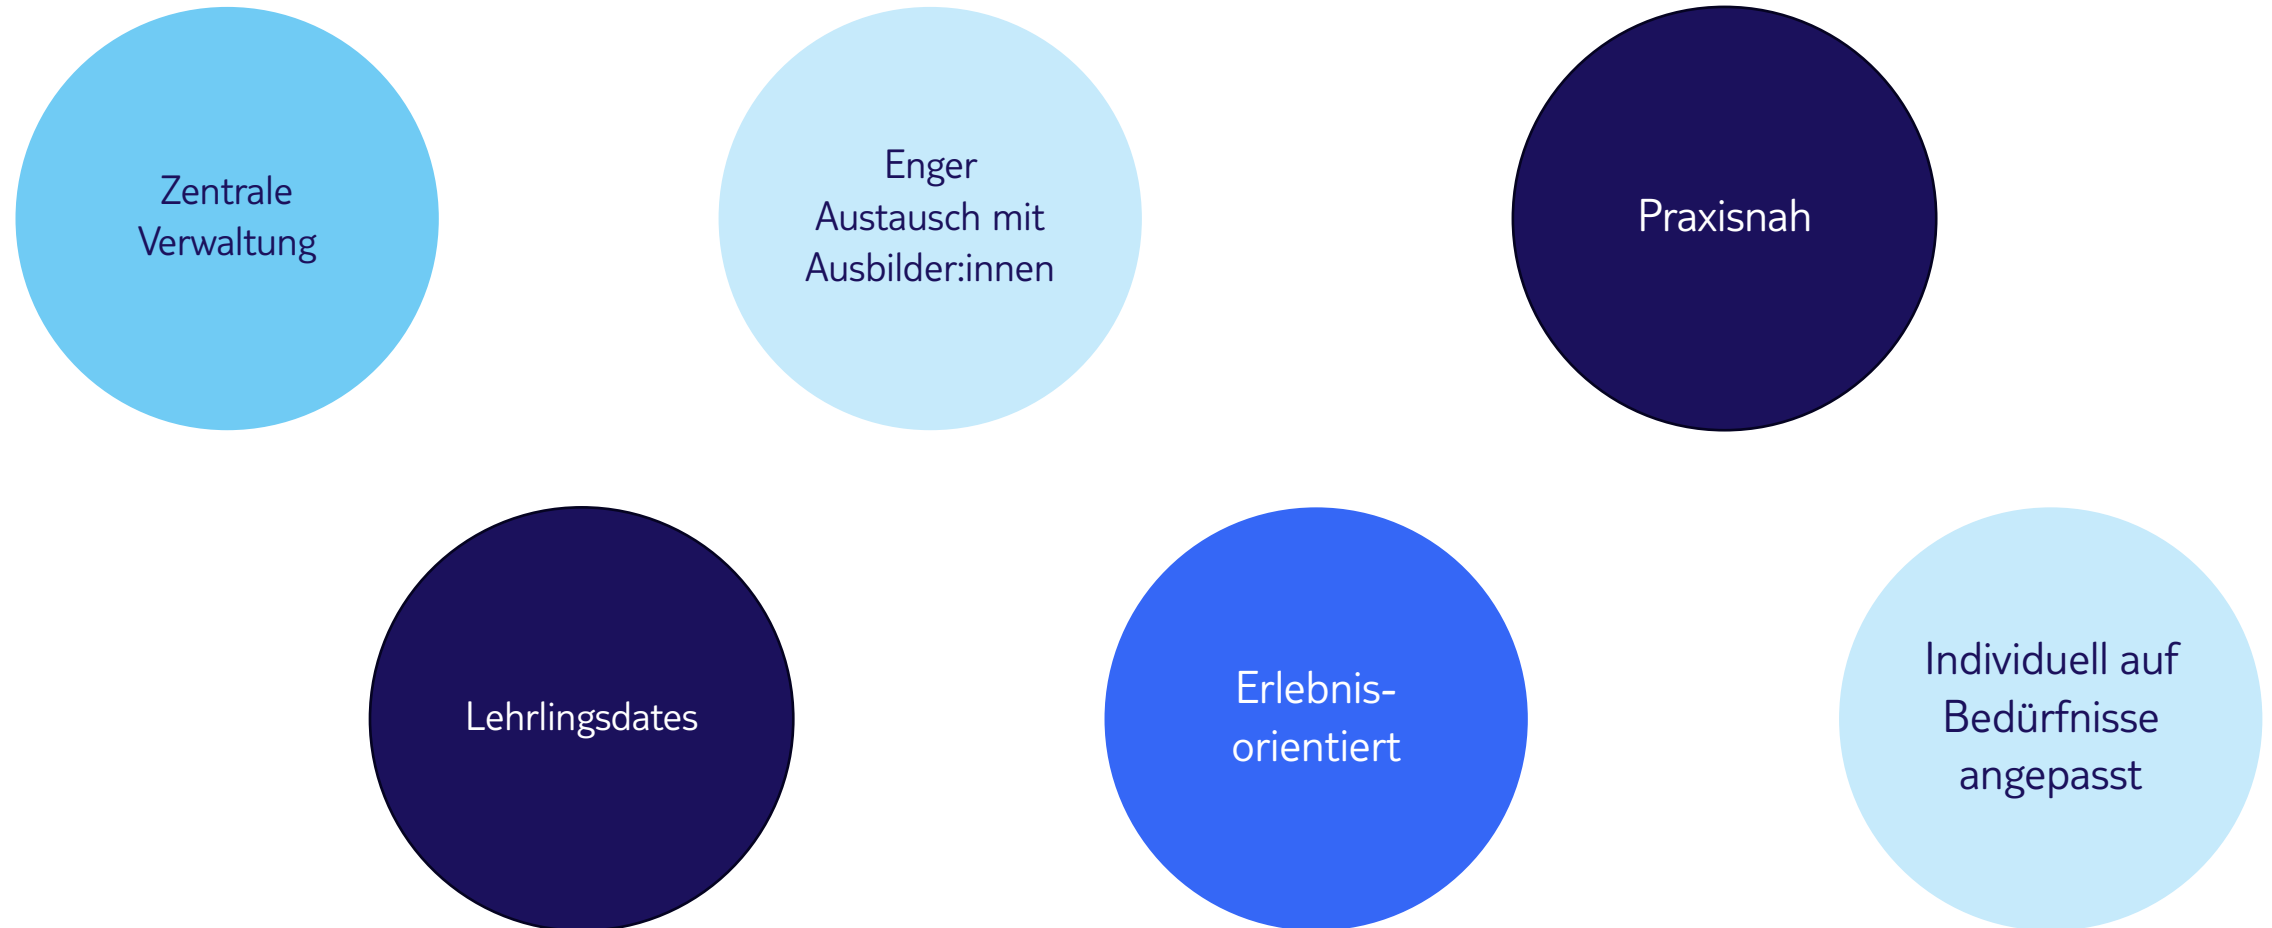 Zentrale
Verwaltung
Enger
Austausch mit
Ausbilder:innen
Praxisnah
Lehrlingsdates
Erlebnis-
orientiert
Individuell auf
Bedürfnisse
angepasst